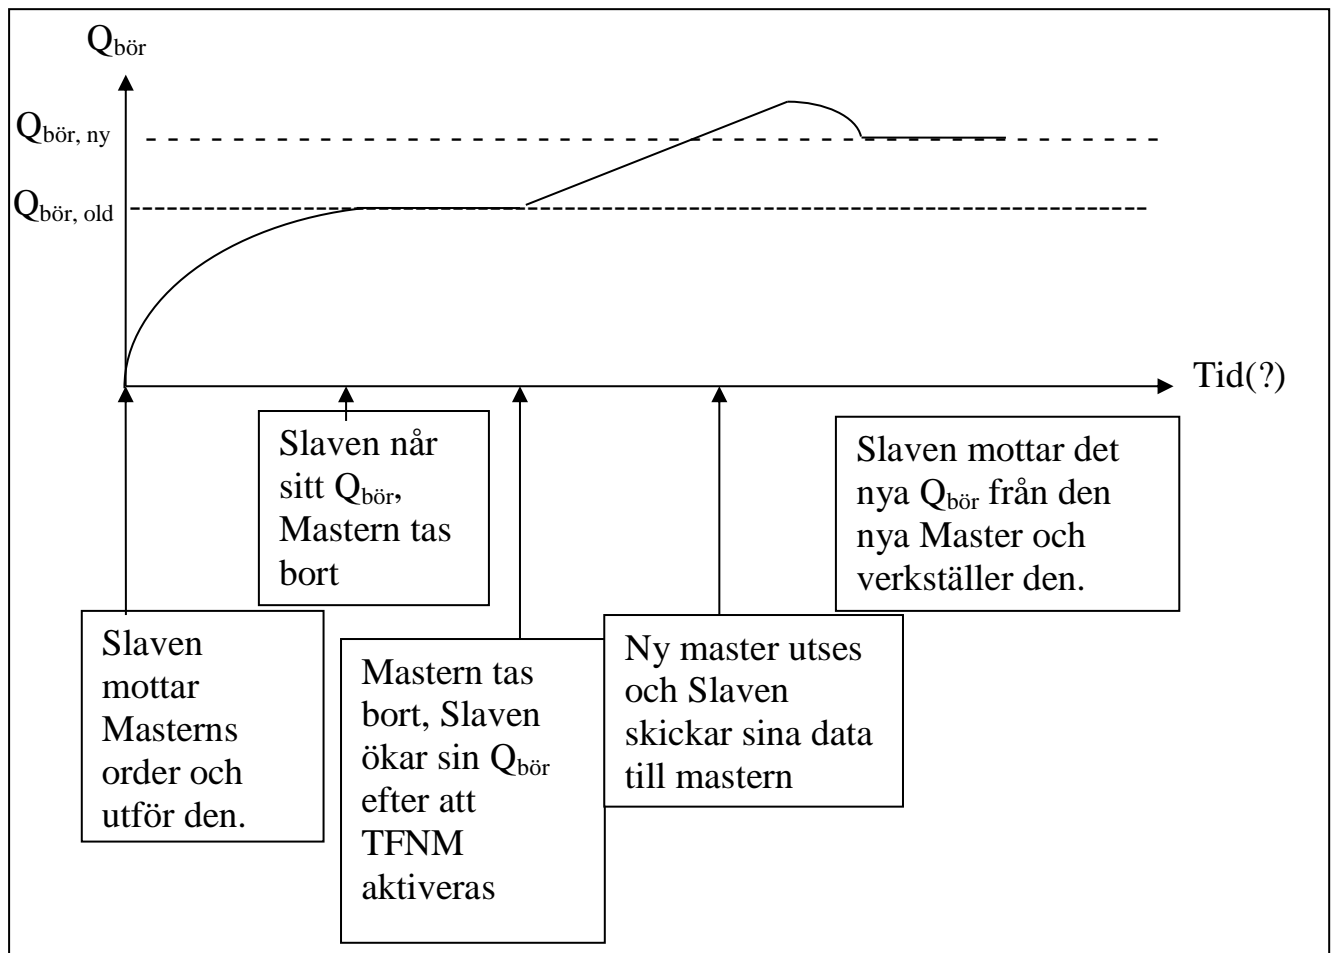 Qbör
Qbör, ny
Qbör, old
Tid(?)
Slaven når
sitt Qbör,
Mastern tas
bort
Slaven mottar det
nya Qbör från den
nya Master och
verkställer den.
Slaven
mottar
Masterns
order och
utför den.
Mastern tas
bort, Slaven
ökar sin Qbör
efter att
TFNM
aktiveras
Ny master utses
och Slaven
skickar sina data
till mastern